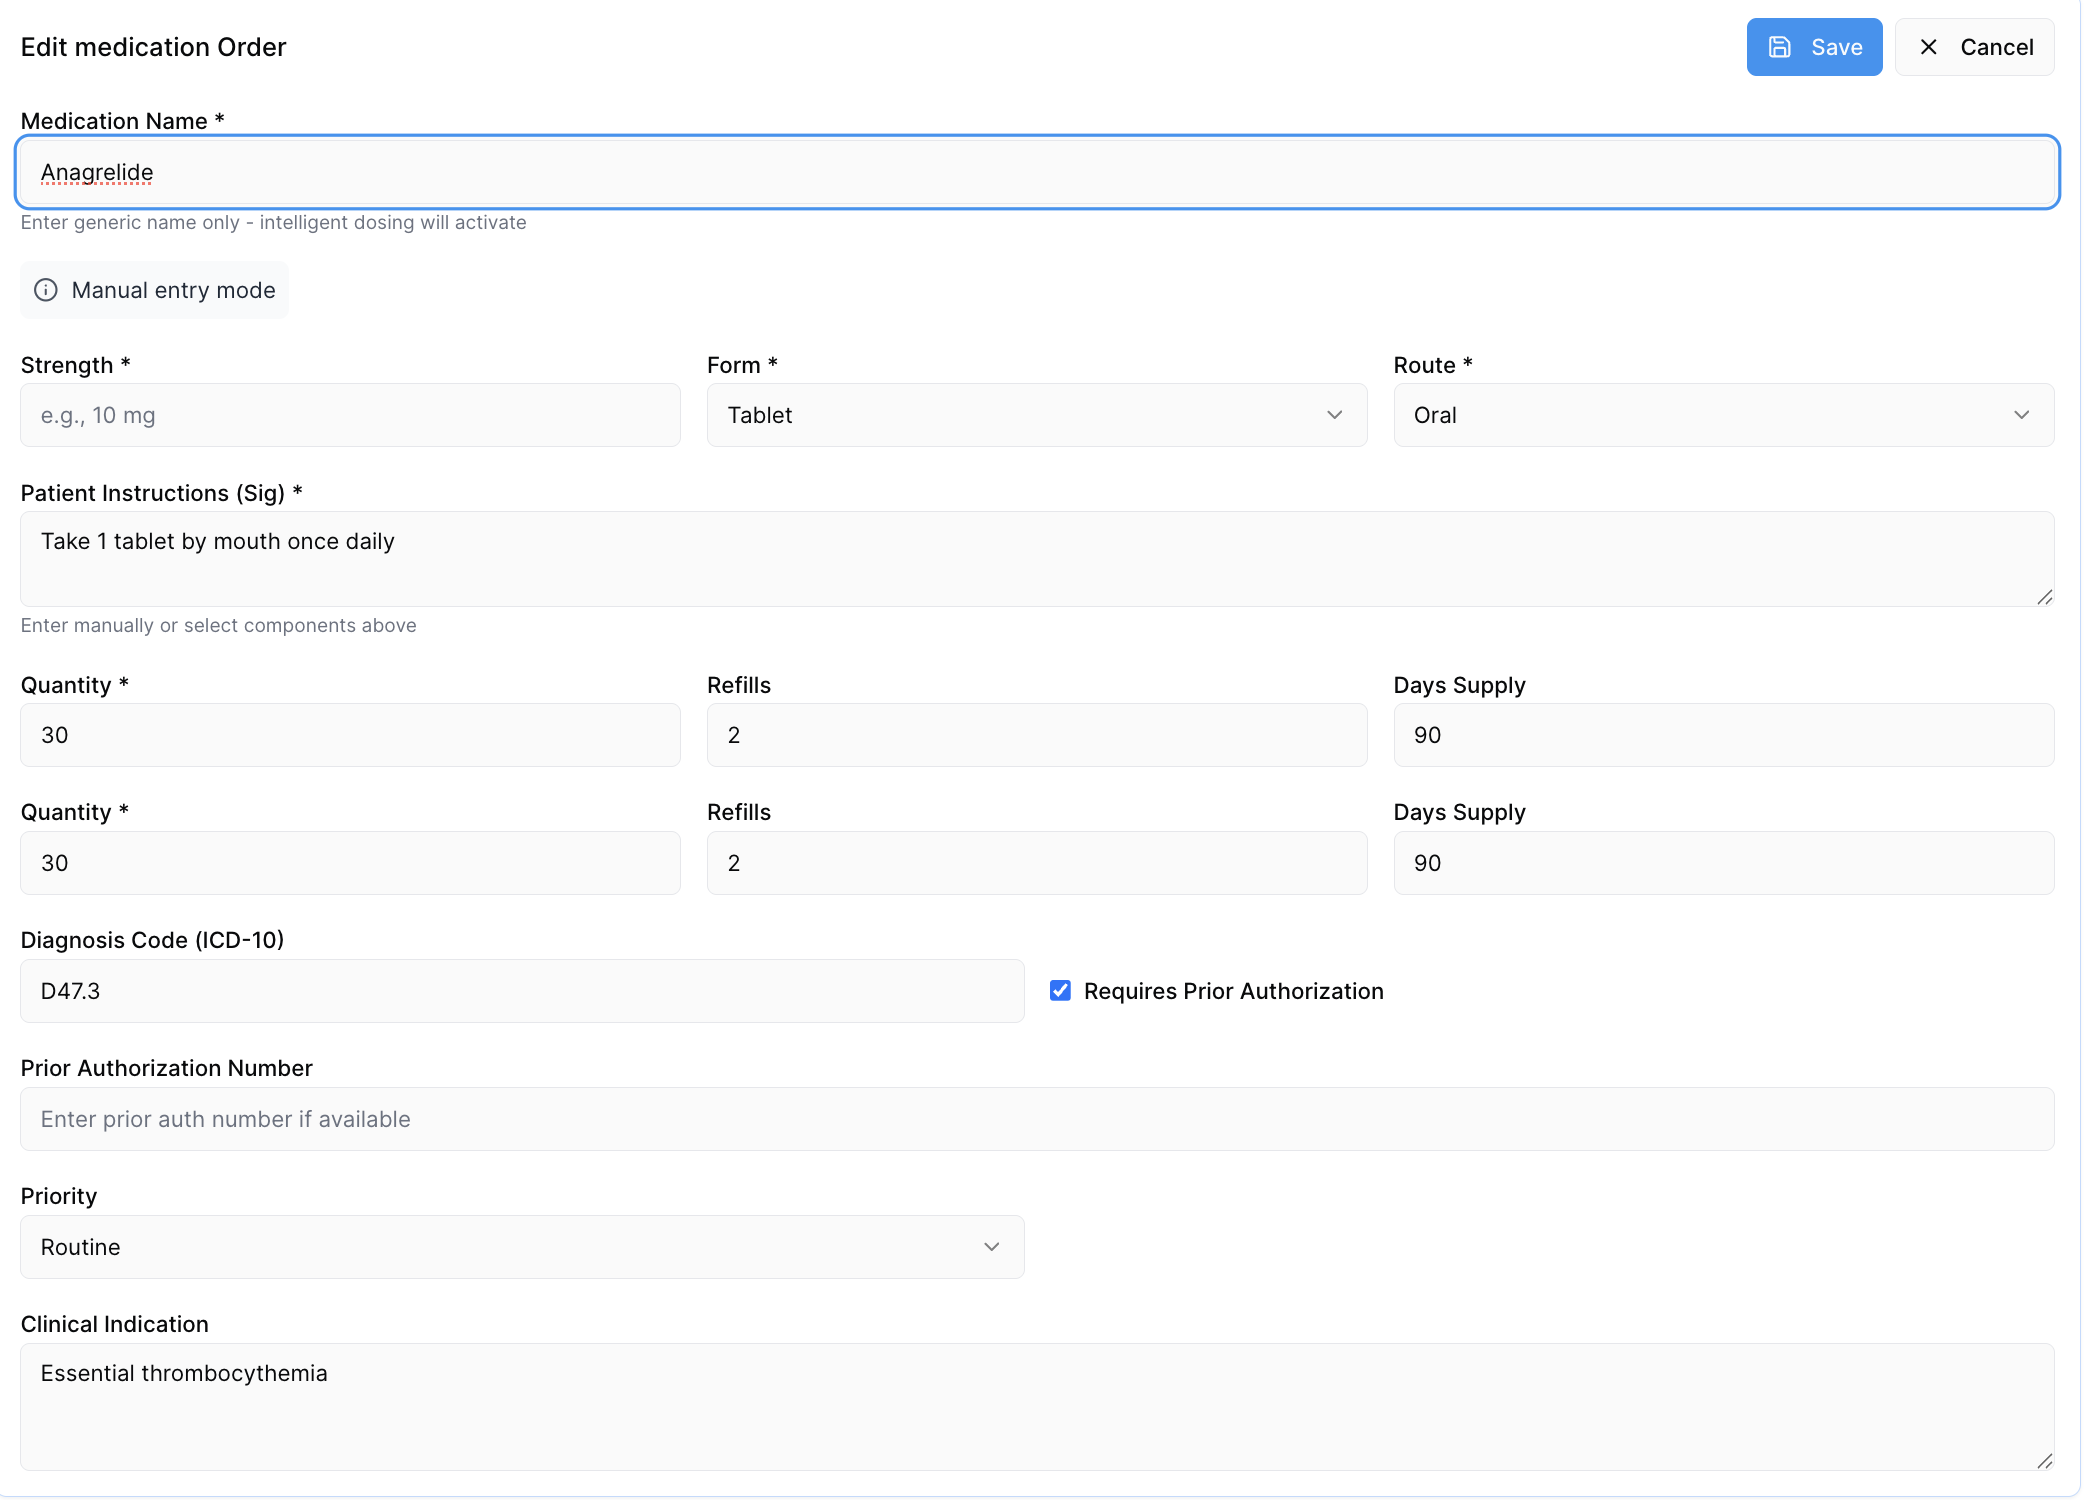 Edit medication Order
Save
Cancel
Medication Name *
Anagrelide
Enter generic name only - intelligent dosing will activate
Manual entry mode
Strength *
Form *
Route *
e.g., 10 mg
Tablet
Oral
Patient Instructions (Sig) *
Take 1 tablet by mouth once daily
Enter manually or select components above
Quantity *
Refills
Days Supply
30
2
90
Quantity *
Refills
Days Supply
30
2
90
Diagnosis Code (ICD-10)
D47.3
Requires Prior Authorization
Prior Authorization Number
Enter prior auth number if available
Priority
Routine
Clinical Indication
Essential thrombocythemia